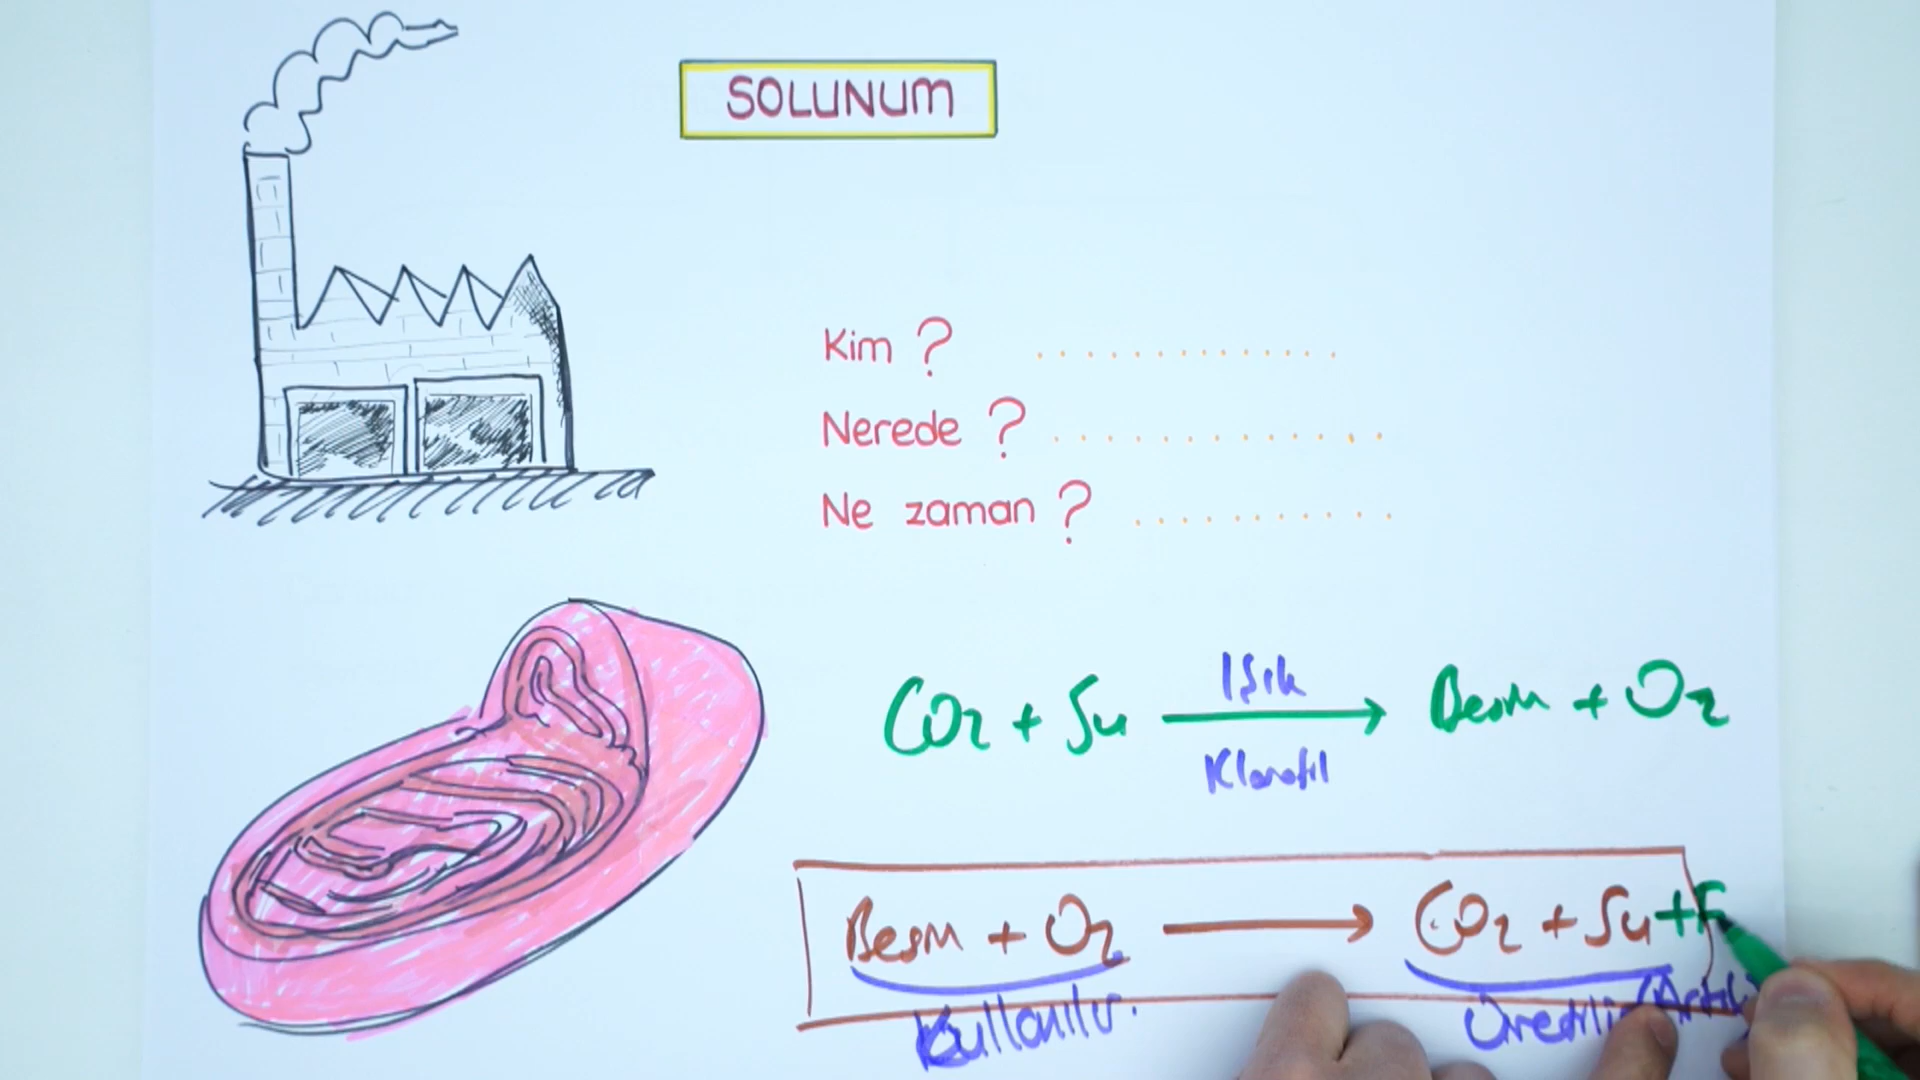 SOLUNUM
Kim ? ..............
Nerede ? .............
Ne zaman ? ...........
Işık
CO2 + Su → Besin + O2
Klorofil
Besin + O2 → CO2 + Su +
Kullanılır.